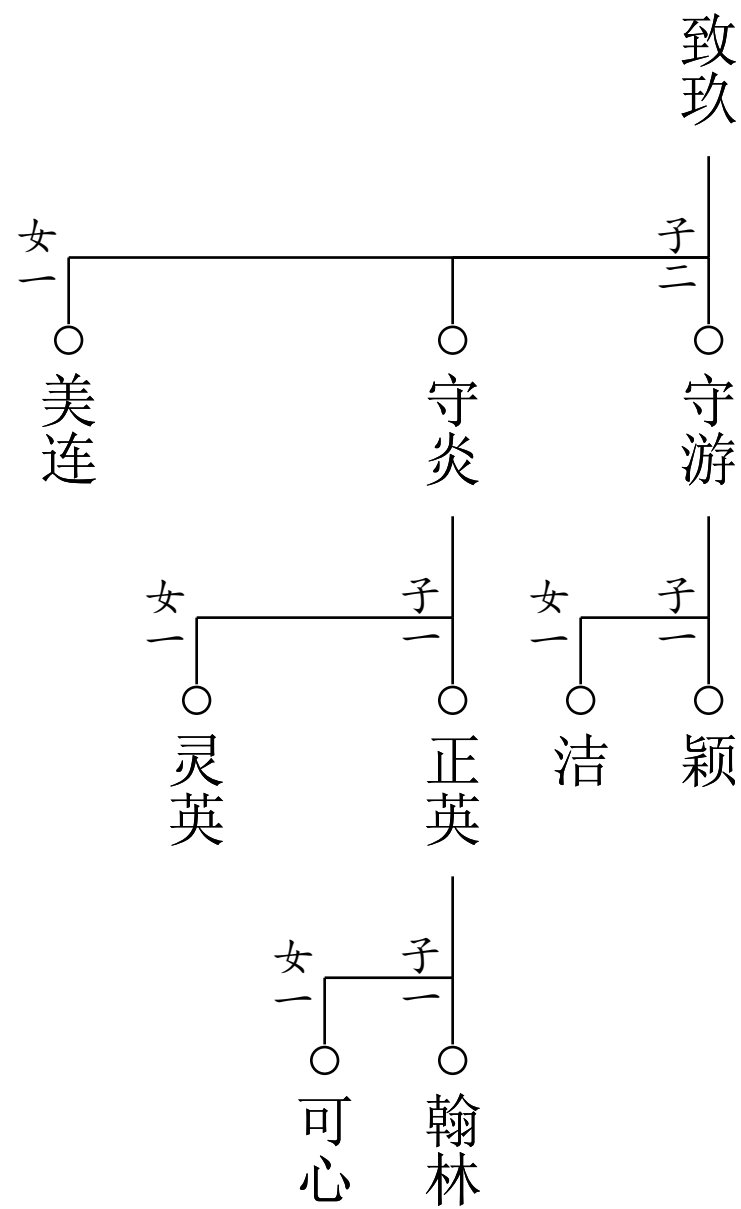 致玖
子二
女一
守游
守炎
美连
子一
女一
子一
女一
颖
洁
正英
灵英
子一
女一
翰林
可心